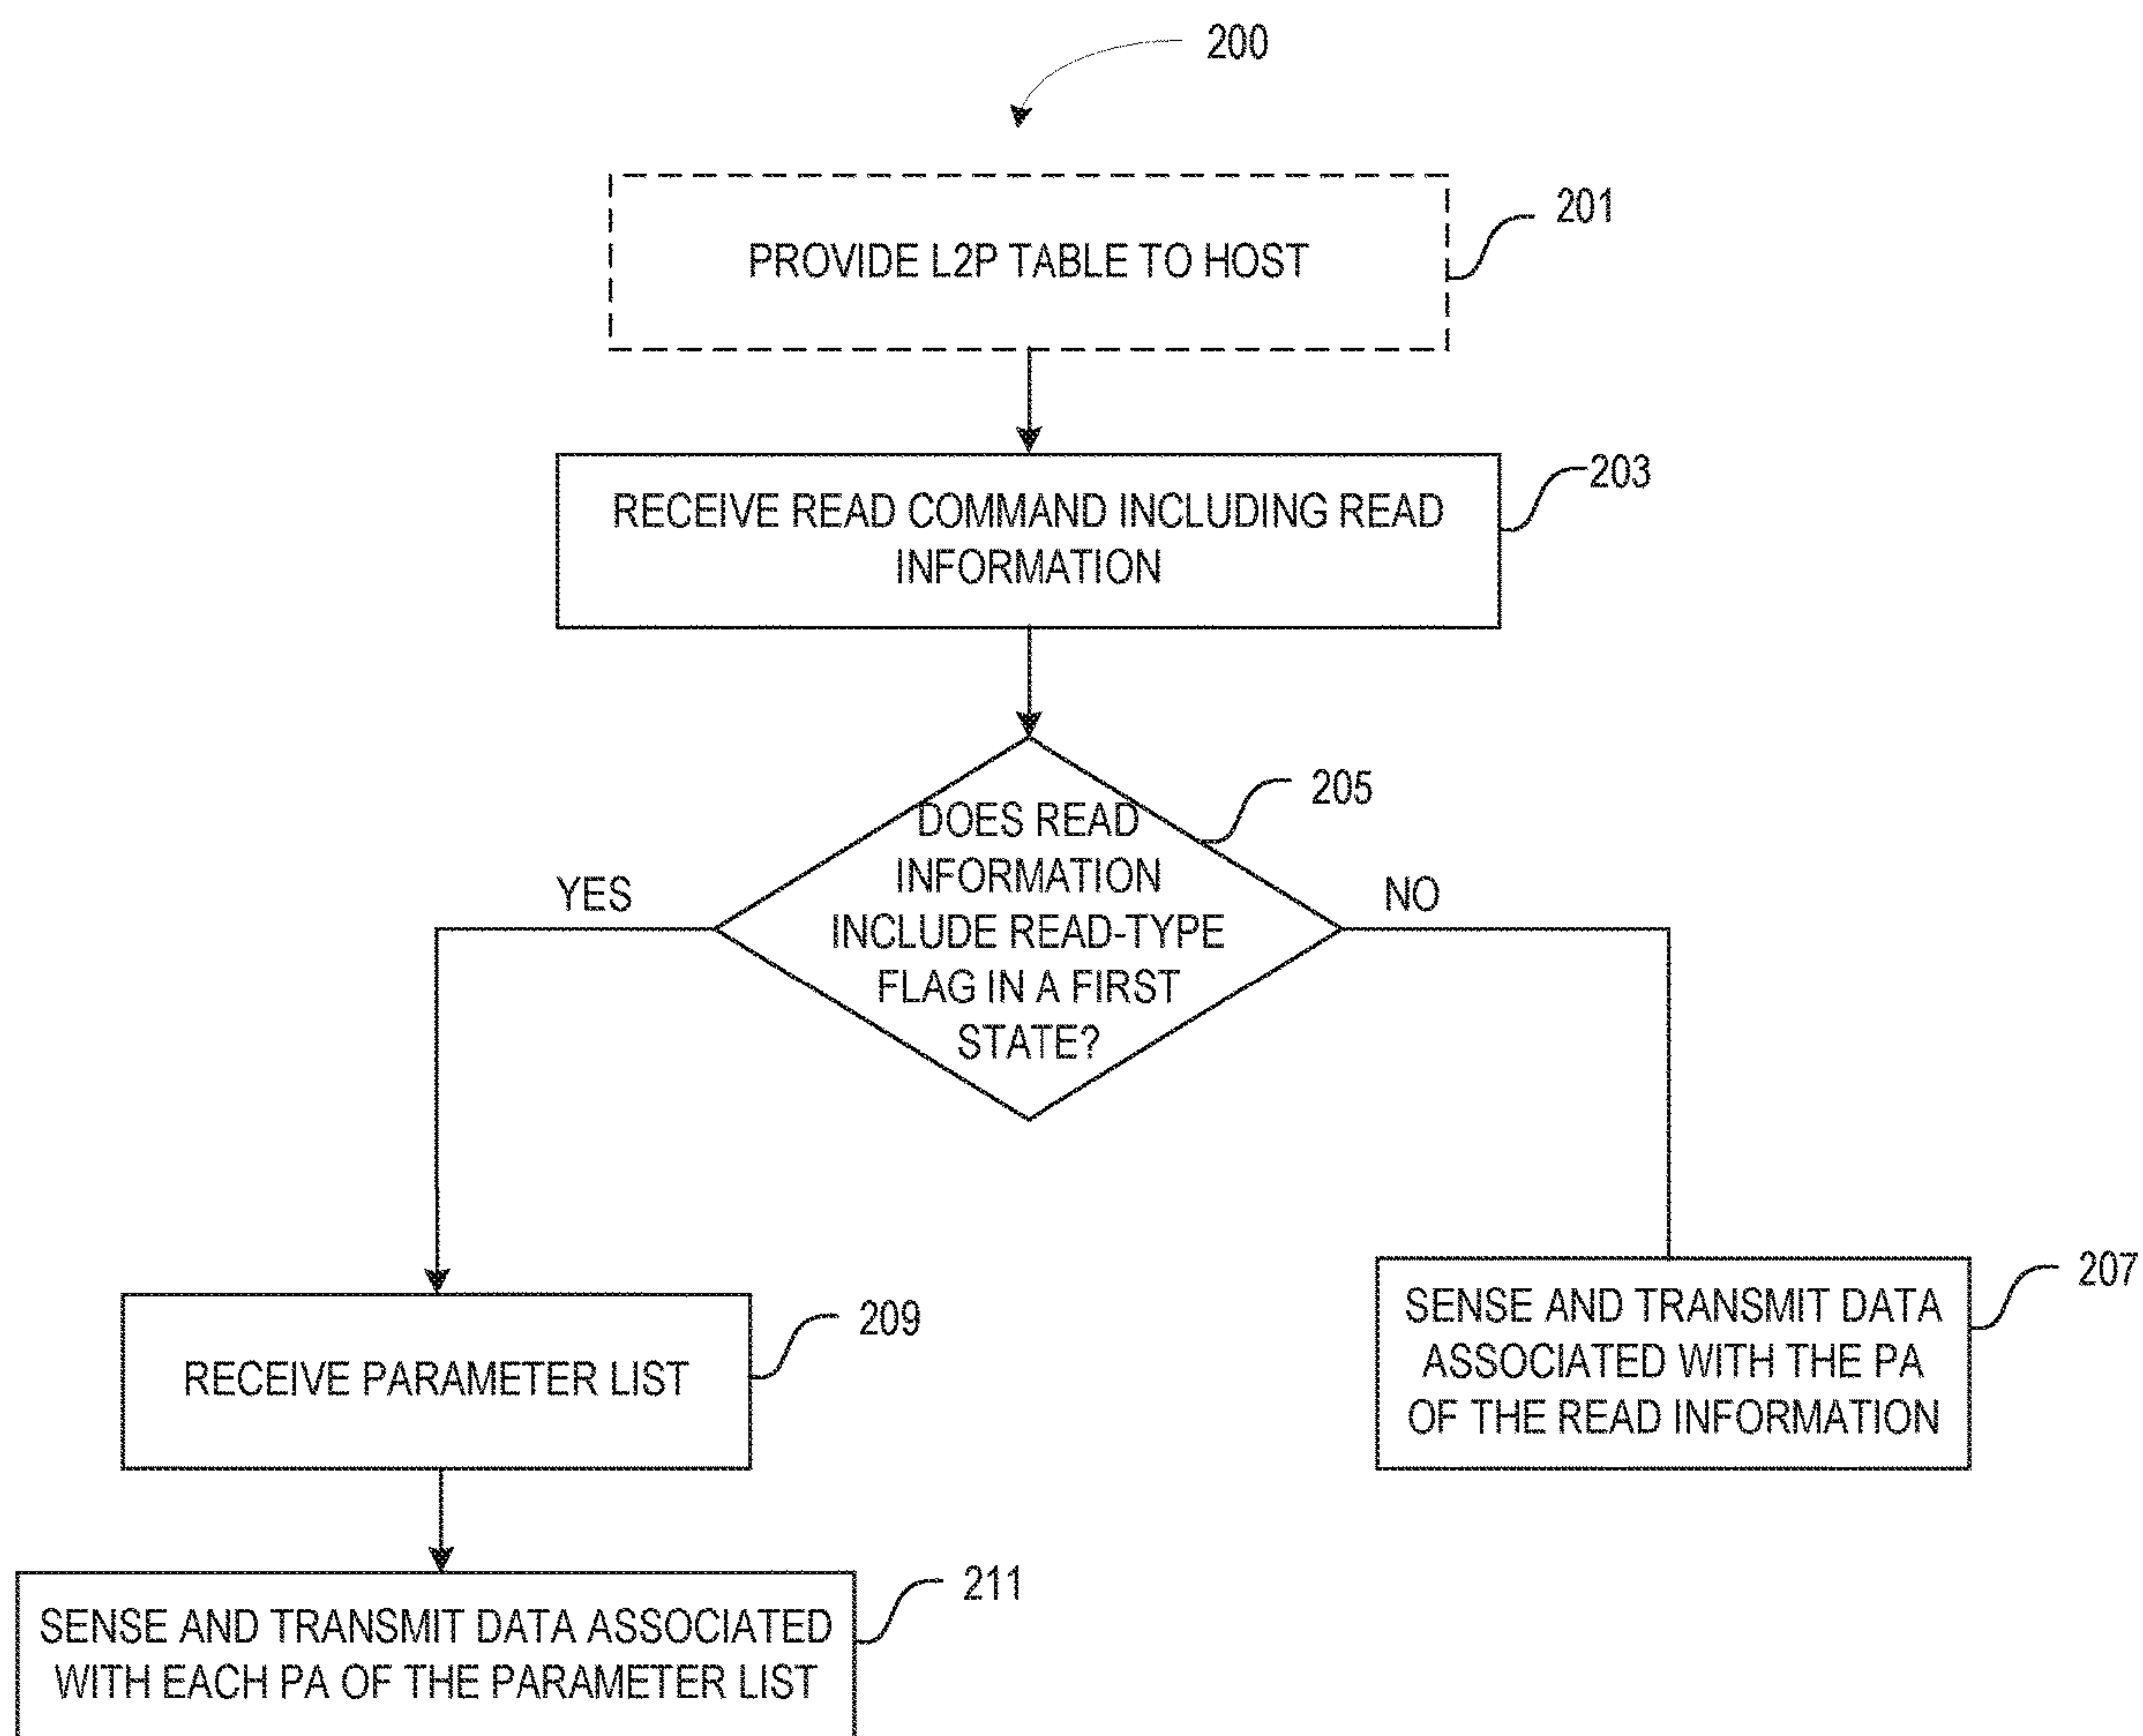 200
201
PROVIDE L2P TABLE TO HOST
203
RECEIVE READ COMMAND INCLUDING READ
INFORMATION
205
DOES READ
INFORMATION
INCLUDE READ-TYPE
FLAG IN A FIRST
STATE?
YES
NO
207
SENSE AND TRANSMIT DATA
ASSOCIATED WITH THE PA
OF THE READ INFORMATION
209
RECEIVE PARAMETER LIST
211
SENSE AND TRANSMIT DATA ASSOCIATED
WITH EACH PA OF THE PARAMETER LIST